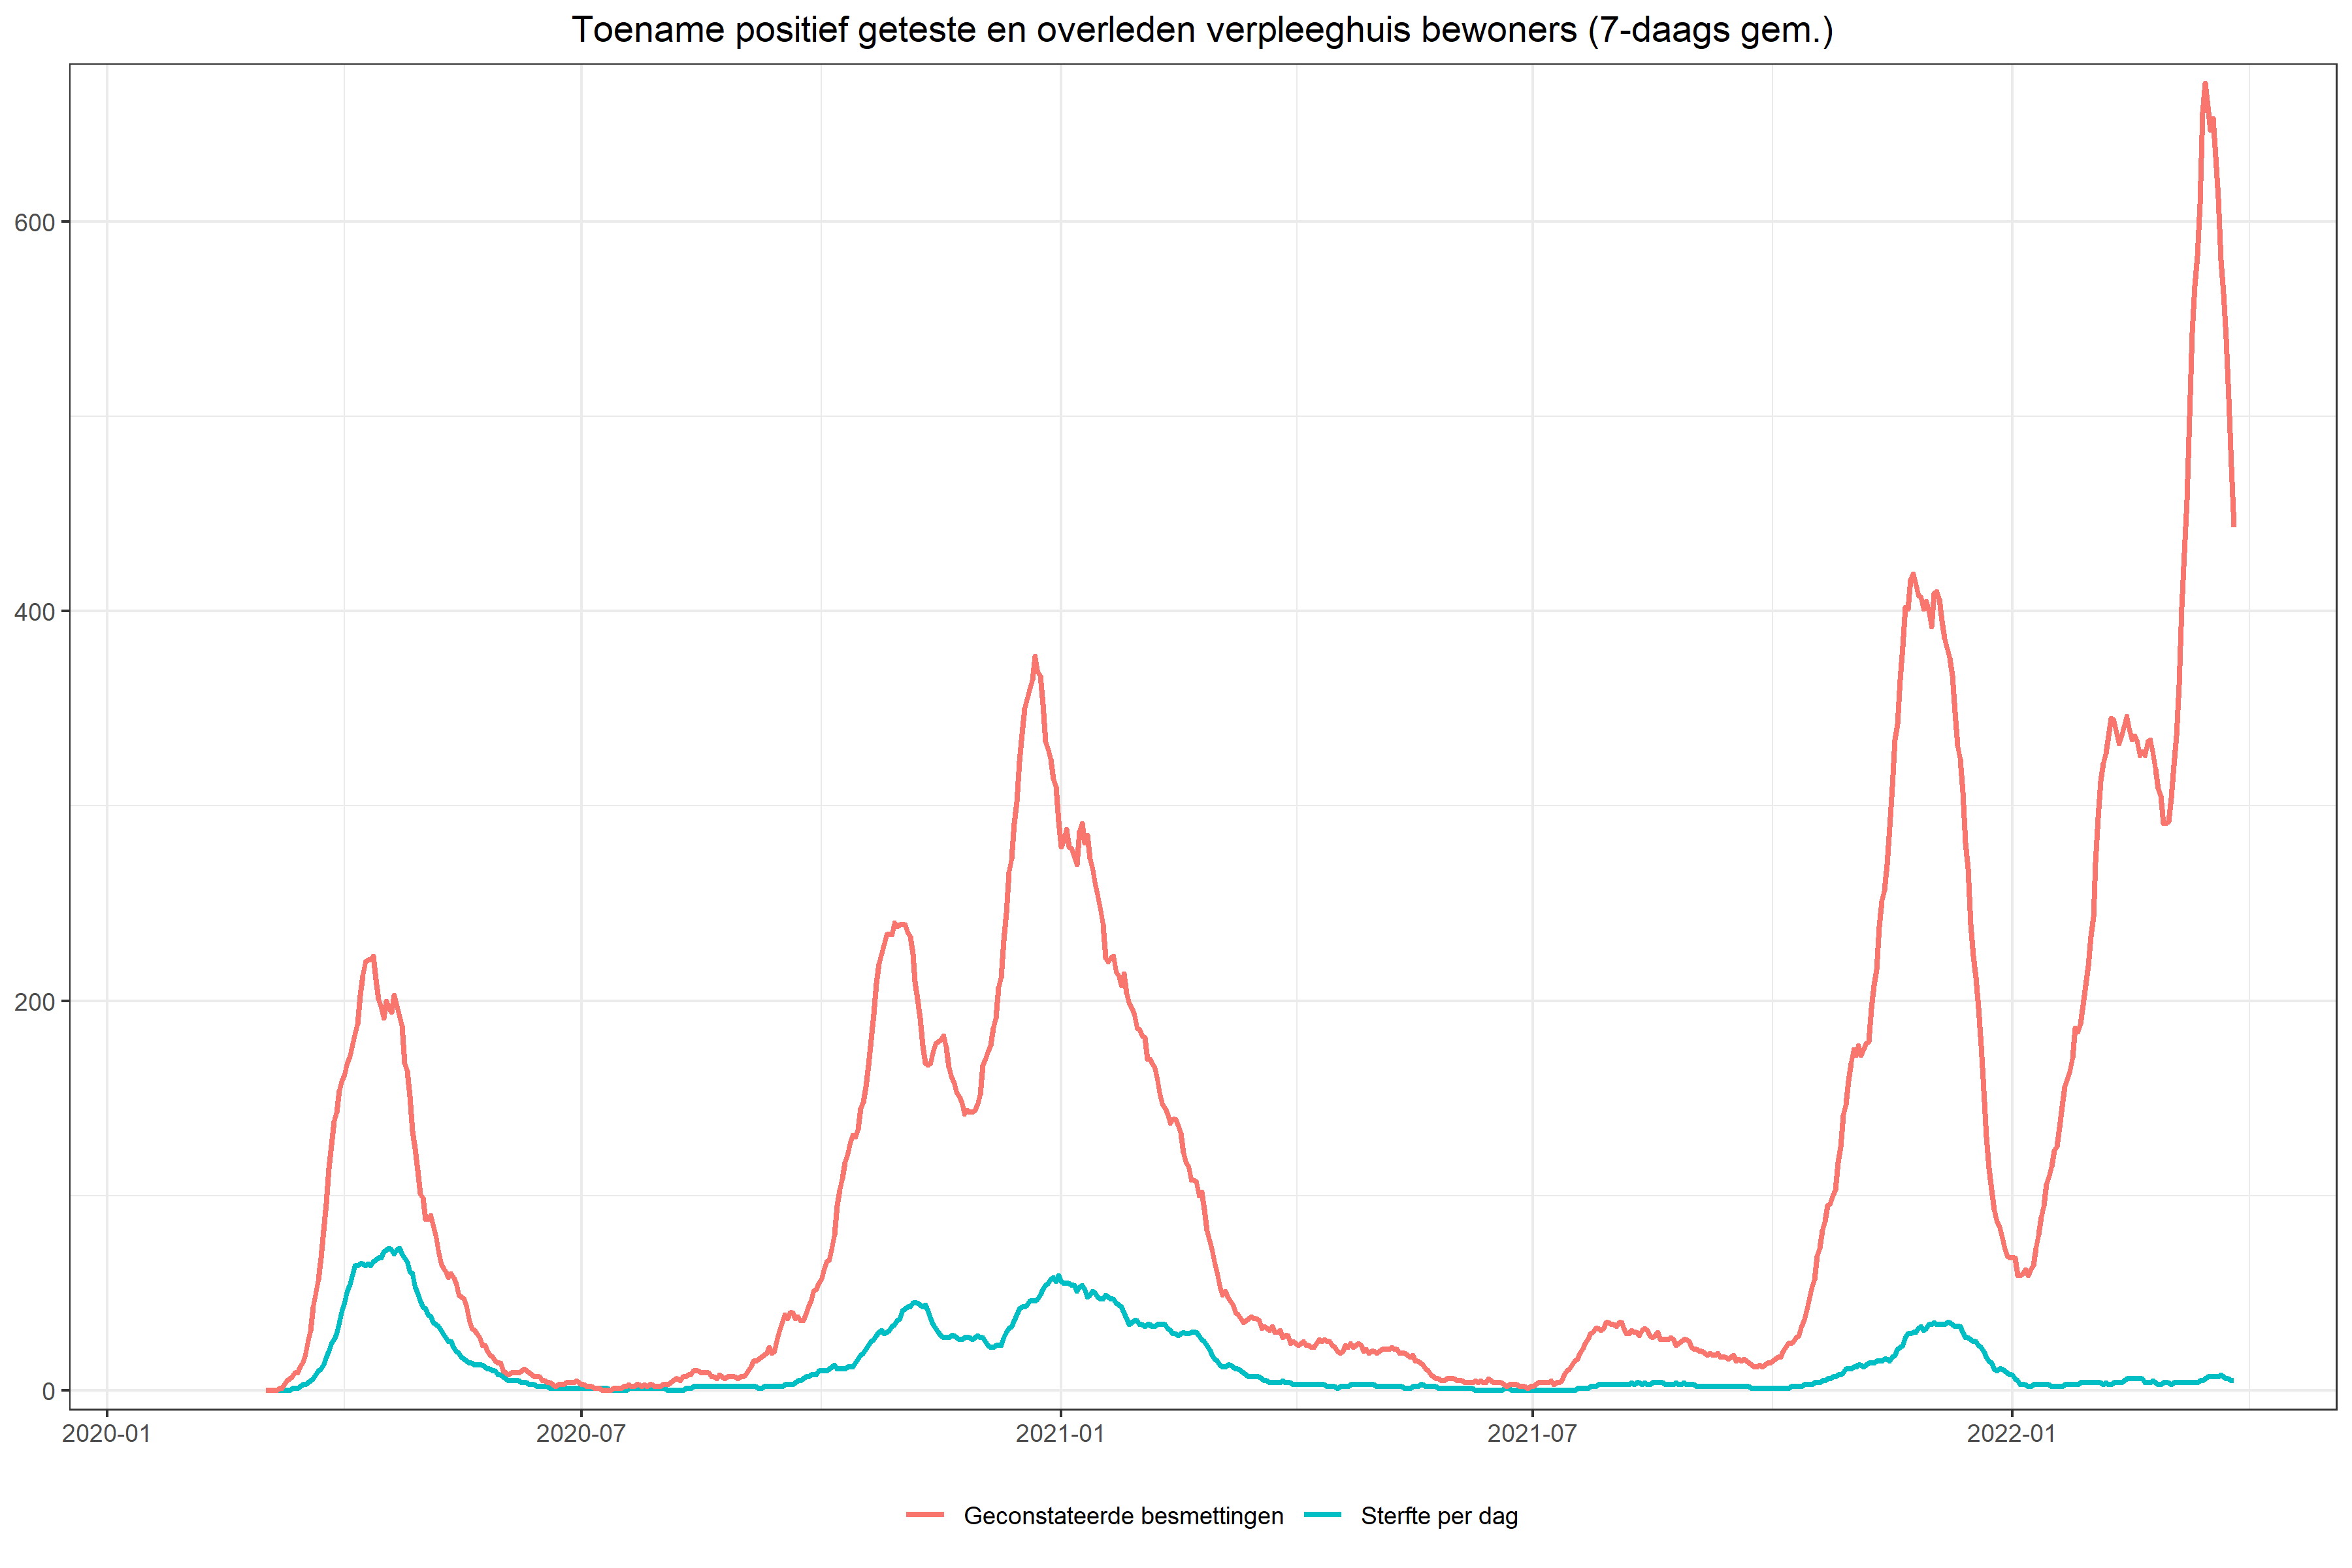 Toename positief geteste en overleden verpleeghuis bewoners (7-daags gem.)
600
400
200
0
2020-01 2020-07 2021-01 2021-07 2022-01
Geconstateerde besmettingen Sterfte per dag